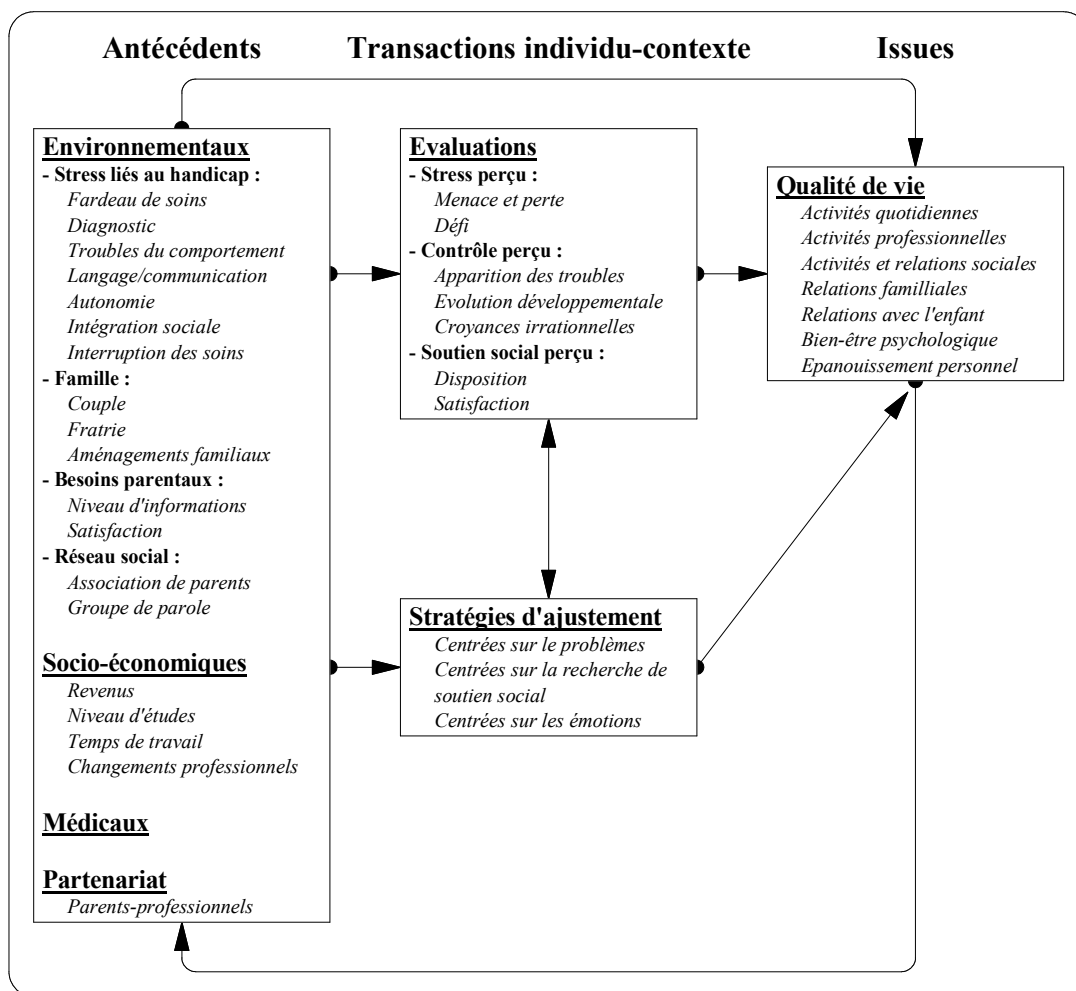 Antécédents
Transactions individu-contexte
Issues
Environnementaux
- Stress liés au handicap :
Fardeau de soins
Diagnostic
Troubles du comportement
Langage/communication
Autonomie
Intégration sociale
Interruption des soins
- Famille :
Couple
Fratrie
Aménagements familiaux
- Besoins parentaux :
Niveau d'informations
Satisfaction
- Réseau social :
Association de parents
Groupe de parole
Socio-économiques
Revenus
Niveau d'études
Temps de travail
Changements professionnels
Médicaux
Partenariat
Parents-professionnels
Evaluations
- Stress perçu :
Menace et perte
Défi
- Contrôle perçu :
Apparition des troubles
Evolution développementale
Croyances irrationnelles
- Soutien social perçu :
Disposition
Satisfaction
Stratégies d'ajustement
Centrées sur le problèmes
Centrées sur la recherche de
soutien social
Centrées sur les émotions
Qualité de vie
Activités quotidiennes
Activités professionnelles
Activités et relations sociales
Relations familliales
Relations avec l'enfant
Bien-être psychologique
Epanouissement personnel